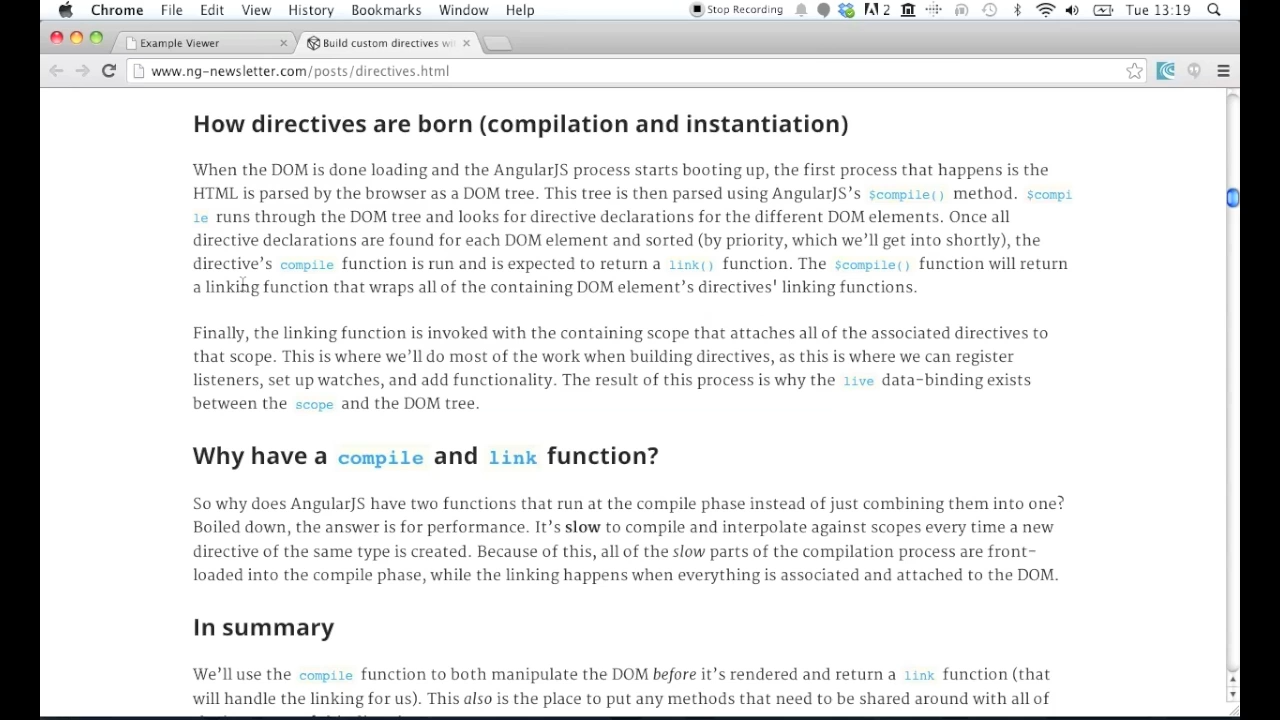 Chrome File Edit View History Bookmarks Window Help Stop Recording 2 Tue 13:19
Example Viewer Build custom directives wi
www.ng-newsletter.com/posts/directives.html
How directives are born (compilation and instantiation)
When the DOM is done loading and the AngularJS process starts booting up, the first process that happens is the
HTML is parsed by the browser as a DOM tree. This tree is then parsed using AngularJS’s $compile() method. $compi
le runs through the DOM tree and looks for directive declarations for the different DOM elements. Once all
directive declarations are found for each DOM element and sorted (by priority, which we’ll get into shortly), the
directive’s compile function is run and is expected to return a link() function. The $compile() function will return
a linking function that wraps all of the containing DOM element’s directives' linking functions.
Finally, the linking function is invoked with the containing scope that attaches all of the associated directives to
that scope. This is where we’ll do most of the work when building directives, as this is where we can register
listeners, set up watches, and add functionality. The result of this process is why the live data-binding exists
between the scope and the DOM tree.
Why have a compile and link function?
So why does AngularJS have two functions that run at the compile phase instead of just combining them into one?
Boiled down, the answer is for performance. It’s slow to compile and interpolate against scopes every time a new
directive of the same type is created. Because of this, all of the slow parts of the compilation process are front-
loaded into the compile phase, while the linking happens when everything is associated and attached to the DOM.
In summary
We’ll use the compile function to both manipulate the DOM before it’s rendered and return a link function (that
will handle the linking for us). This also is the place to put any methods that need to be shared around with all of